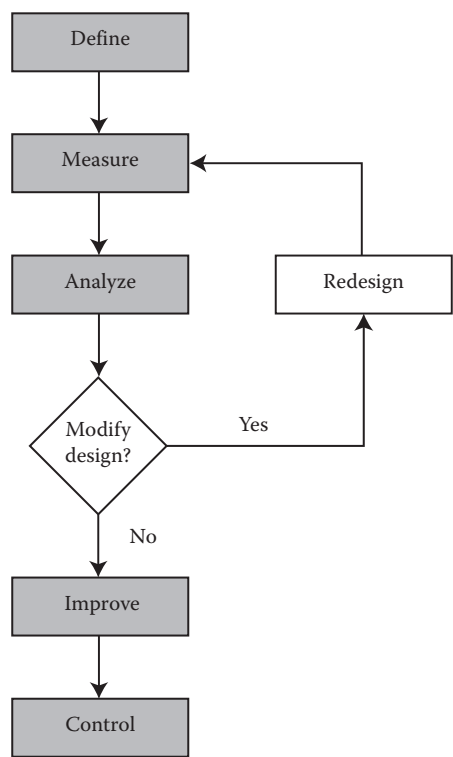 Define
Measure
Analyze
Redesign
Modify
design?
Yes
No
Improve
Control